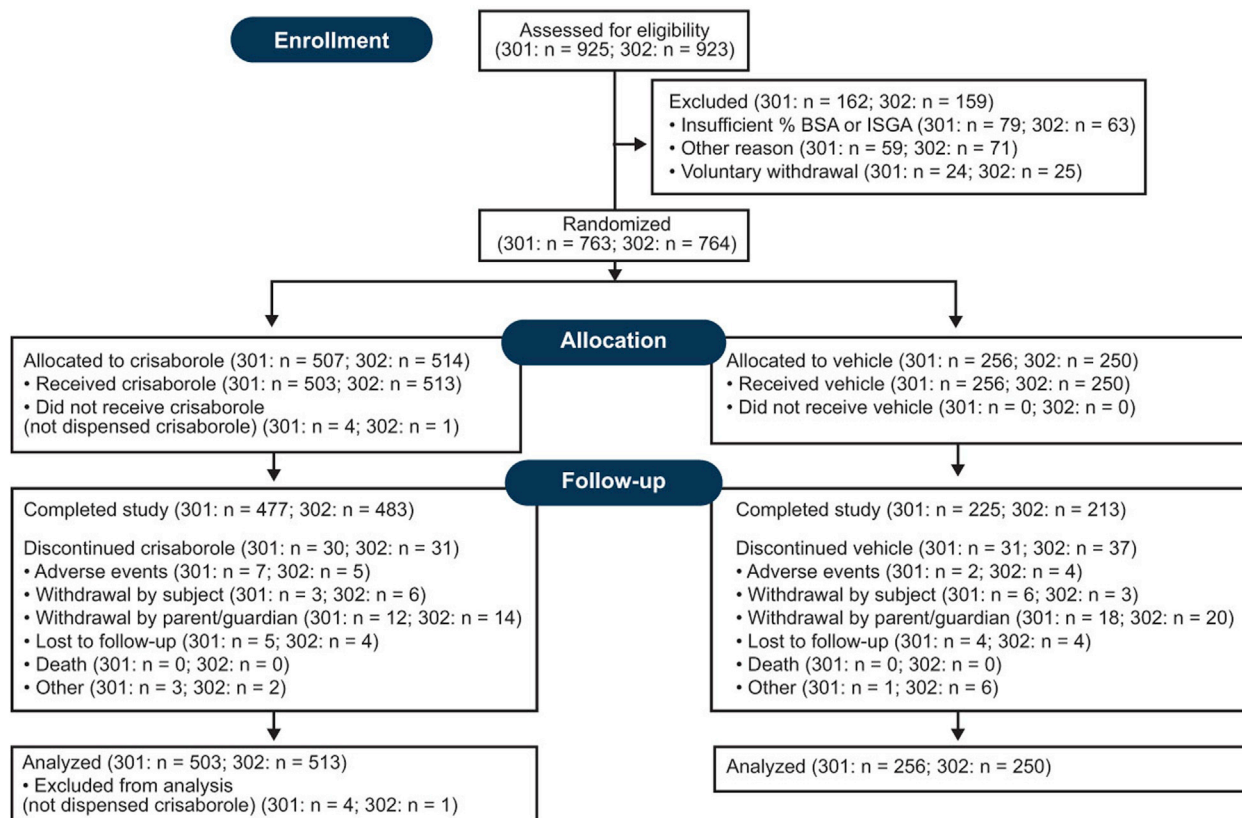 Enrollment
Assessed for eligibility
(301: n = 925; 302: n = 923)
Excluded (301: n = 162; 302: n = 159)
• Insufficient % BSA or ISGA (301: n = 79; 302: n = 63)
• Other reason (301: n = 59; 302: n = 71)
• Voluntary withdrawal (301: n = 24; 302: n = 25)
Randomized
(301: n = 763; 302: n = 764)
Allocation
Allocated to crisaborole (301: n = 507; 302: n = 514)
• Received crisaborole (301: n = 503; 302: n = 513)
• Did not receive crisaborole
(not dispensed crisaborole) (301: n = 4; 302: n = 1)
Allocated to vehicle (301: n = 256; 302: n = 250)
• Received vehicle (301: n = 256; 302: n = 250)
• Did not receive vehicle (301: n = 0; 302: n = 0)
Follow-up
Completed study (301: n = 477; 302: n = 483)
Discontinued crisaborole (301: n = 30; 302: n = 31)
• Adverse events (301: n = 7; 302: n = 5)
• Withdrawal by subject (301: n = 3; 302: n = 6)
• Withdrawal by parent/guardian (301: n = 12; 302: n = 14)
• Lost to follow-up (301: n = 5; 302: n = 4)
• Death (301: n = 0; 302: n = 0)
• Other (301: n = 3; 302: n = 2)
Completed study (301: n = 225; 302: n = 213)
Discontinued vehicle (301: n = 31; 302: n = 37)
• Adverse events (301: n = 2; 302: n = 4)
• Withdrawal by subject (301: n = 6; 302: n = 3)
• Withdrawal by parent/guardian (301: n = 18; 302: n = 20)
• Lost to follow-up (301: n = 4; 302: n = 4)
• Death (301: n = 0; 302: n = 0)
• Other (301: n = 1; 302: n = 6)
Analyzed (301: n = 503; 302: n = 513)
• Excluded from analysis
(not dispensed crisaborole) (301: n = 4; 302: n = 1)
Analyzed (301: n = 256; 302: n = 250)